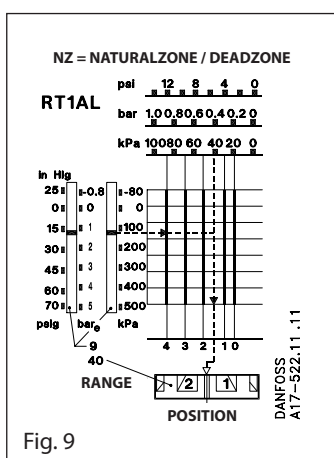 NZ = NATURALZONE / DEADZONE
RT1AL
psi 12 8 4 0
bar 1.0 0.8 0.6 0.4 0.2 0
kPa 100 80 60 40 20 0
in Hg
25 -0.8 -80
0 0 0
15 1 100
30 2 200
45 3 300
60 4 400
70 5 500
psig bare kPa
4 3 2 1 0
9
40
RANGE
2 1
POSITION
DANFOSS
A17-522.11.11
Fig. 9